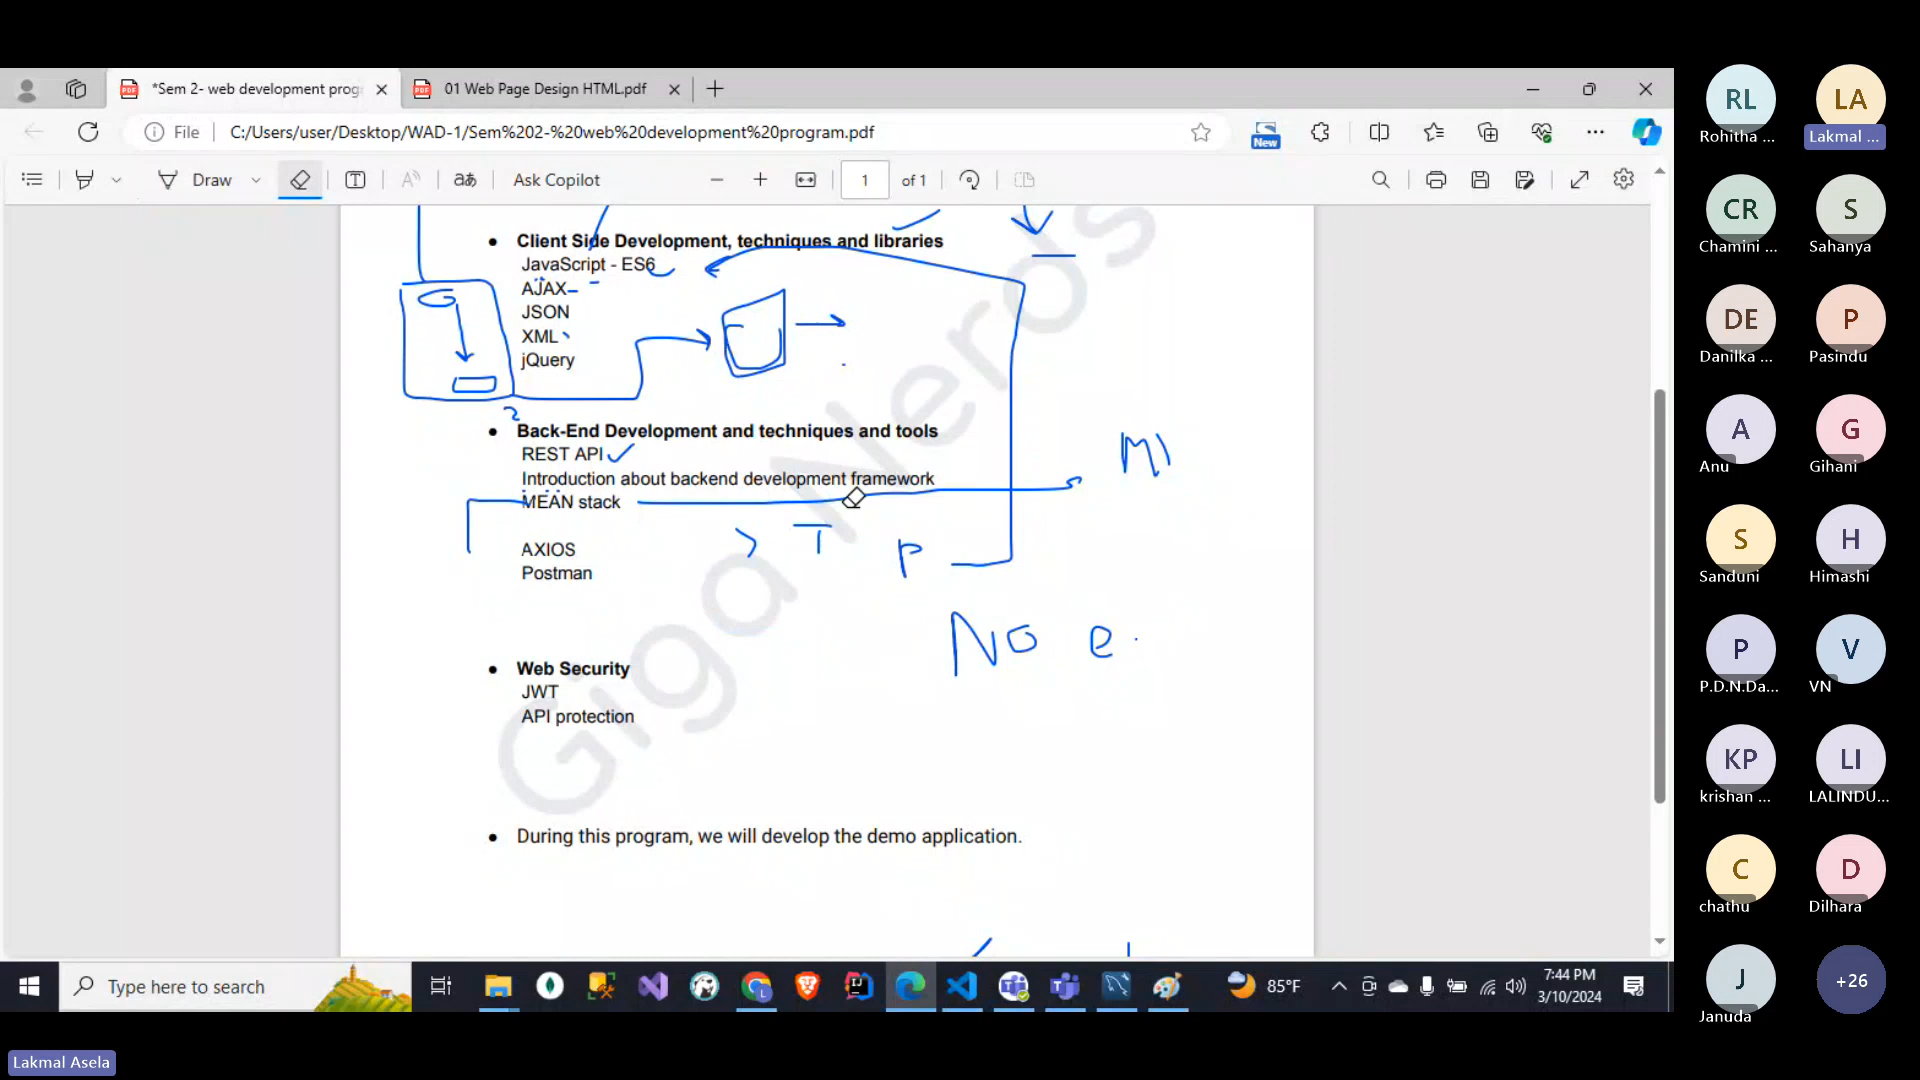 *Sem 2- web development prog
01 Web Page Design HTML.pdf
File
C:/Users/user/Desktop/WAD-1/Sem%202-%20web%20development%20program.pdf
New
Draw
T
aあ
Ask Copilot
1
of 1
Client Side Development, techniques and libraries
JavaScript - ES6
AJAX
JSON
XML
jQuery
Back-End Development and techniques and tools
REST API
Introduction about backend development framework
MEAN stack
AXIOS
Postman
T
P
No e
Web Security
JWT
API protection
During this program, we will develop the demo application.
Giga Nerds
Type here to search
85°F
7:44 PM
3/10/2024
RL
LA
Rohitha ...
Lakmal ...
CR
S
Chamini ...
Sahanya
DE
P
Danilka ...
Pasindu
A
G
Anu
Gihani
S
H
Sanduni
Himashi
P
V
P.D.N.Da...
VN
KP
LI
krishan ...
LALINDU...
C
D
chathu
Dilhara
J
+26
Januda
Lakmal Asela